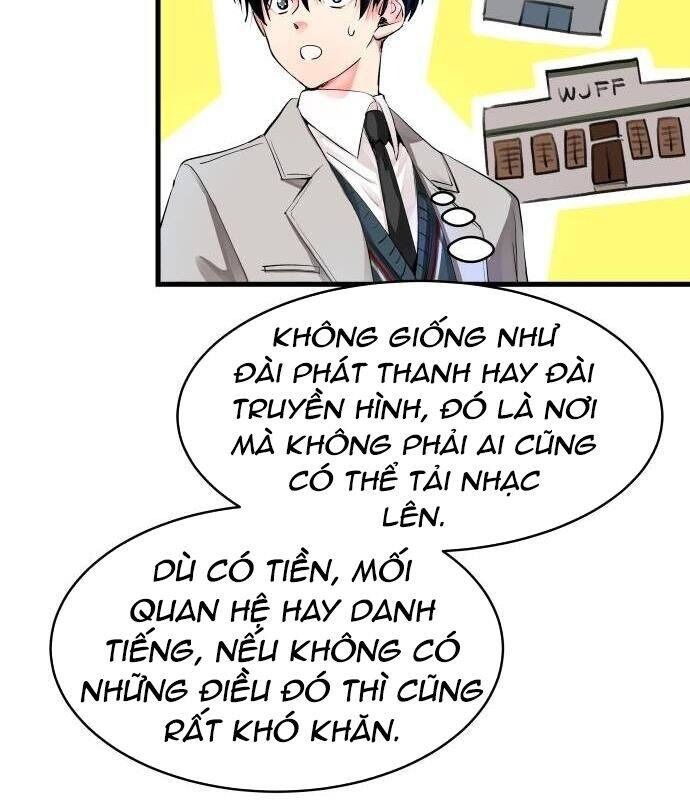 WJFF
KHÔNG GIỐNG NHƯ
ĐÀI PHÁT THANH HAY ĐÀI
TRUYỀN HÌNH, ĐÓ LÀ NƠI
MÀ KHÔNG PHẢI AI CŨNG
CÓ THỂ TẢI NHẠC
LÊN.
DÙ CÓ TIỀN, MỐI
QUAN HỆ HAY DANH
TIẾNG, NẾU KHÔNG CÓ
NHỮNG ĐIỀU ĐÓ THÌ CŨNG
RẤT KHÓ KHĂN.